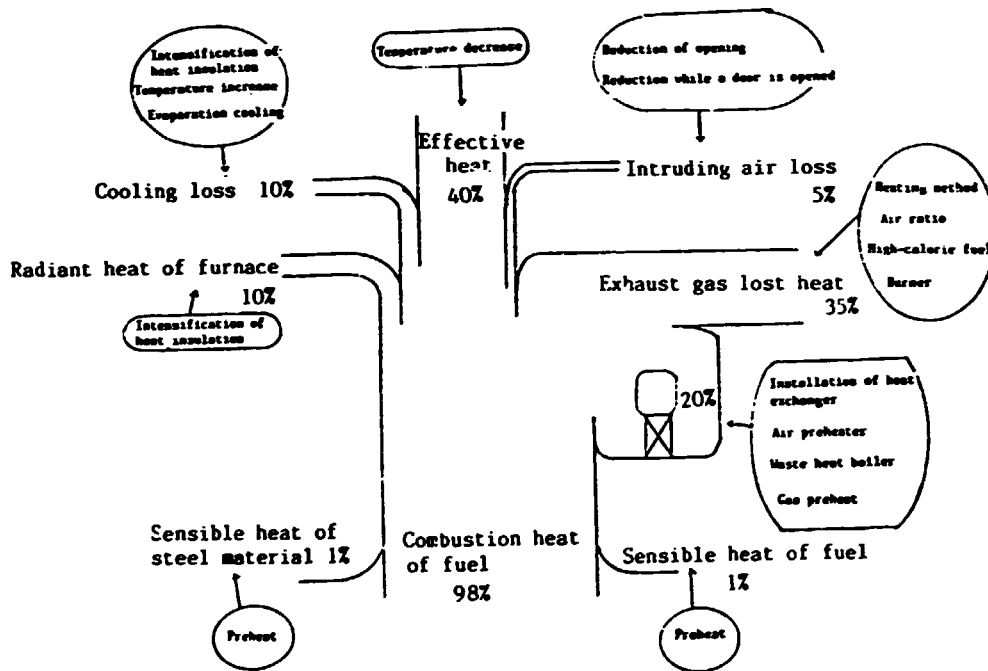 Intensification of
heat insulation
Temperature increase
Evaporation cooling
Temperature decrease
Reduction of opening
Reduction while a door is opened
Effective
heat
40%
Cooling loss 10%
Intruding air loss
5%
Heating method
Air ratio
High-calorie fuel
Burner
Radiant heat of furnace
10%
Exhaust gas lost heat
35%
Intensification of
heat insulation
20%
Installation of heat
exchanger
Air preheater
Waste heat boiler
Gas preheat
Sensible heat of
steel material 1%
Combustion heat
of fuel
98%
Sensible heat of fuel
1%
Preheat
Preheat